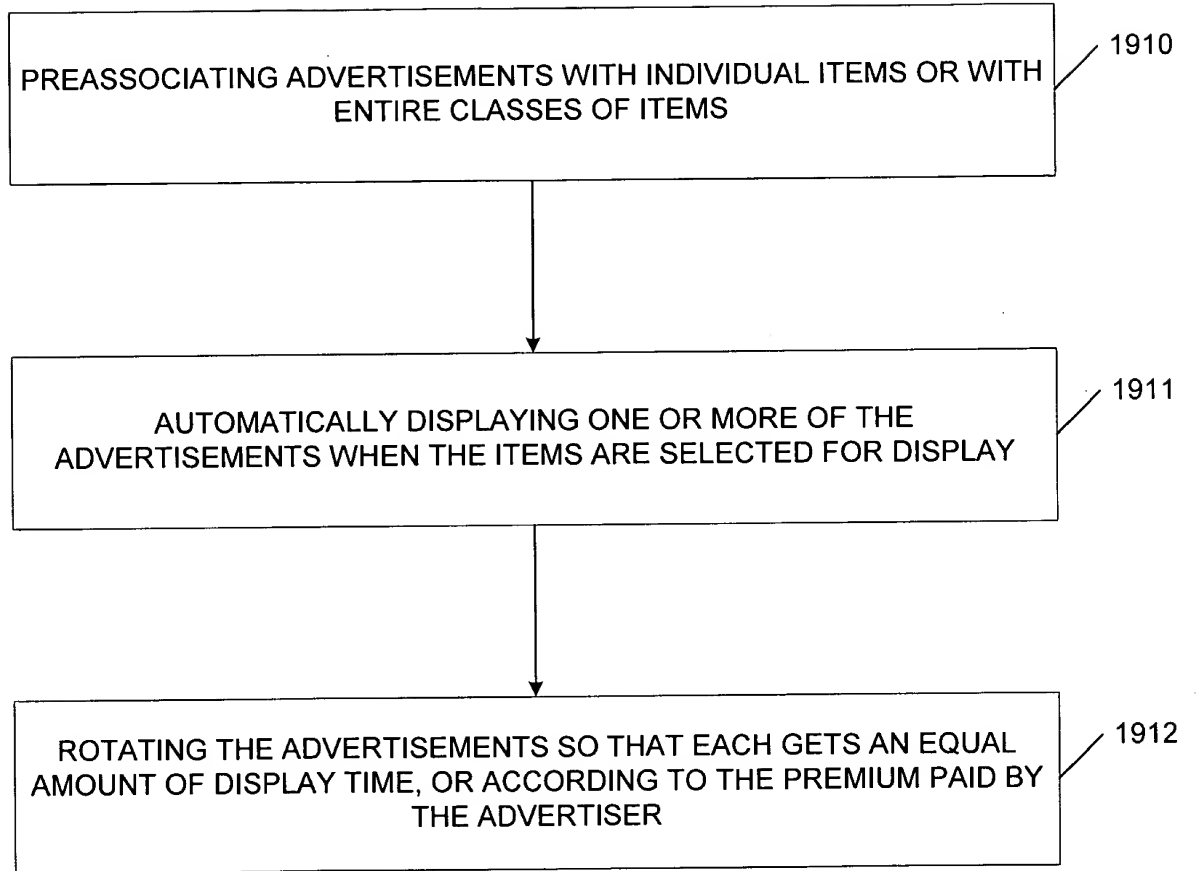 PREASSOCIATING ADVERTISEMENTS WITH INDIVIDUAL ITEMS OR WITH
ENTIRE CLASSES OF ITEMS
1910
AUTOMATICALLY DISPLAYING ONE OR MORE OF THE
ADVERTISEMENTS WHEN THE ITEMS ARE SELECTED FOR DISPLAY
1911
ROTATING THE ADVERTISEMENTS SO THAT EACH GETS AN EQUAL
AMOUNT OF DISPLAY TIME, OR ACCORDING TO THE PREMIUM PAID BY
THE ADVERTISER
1912